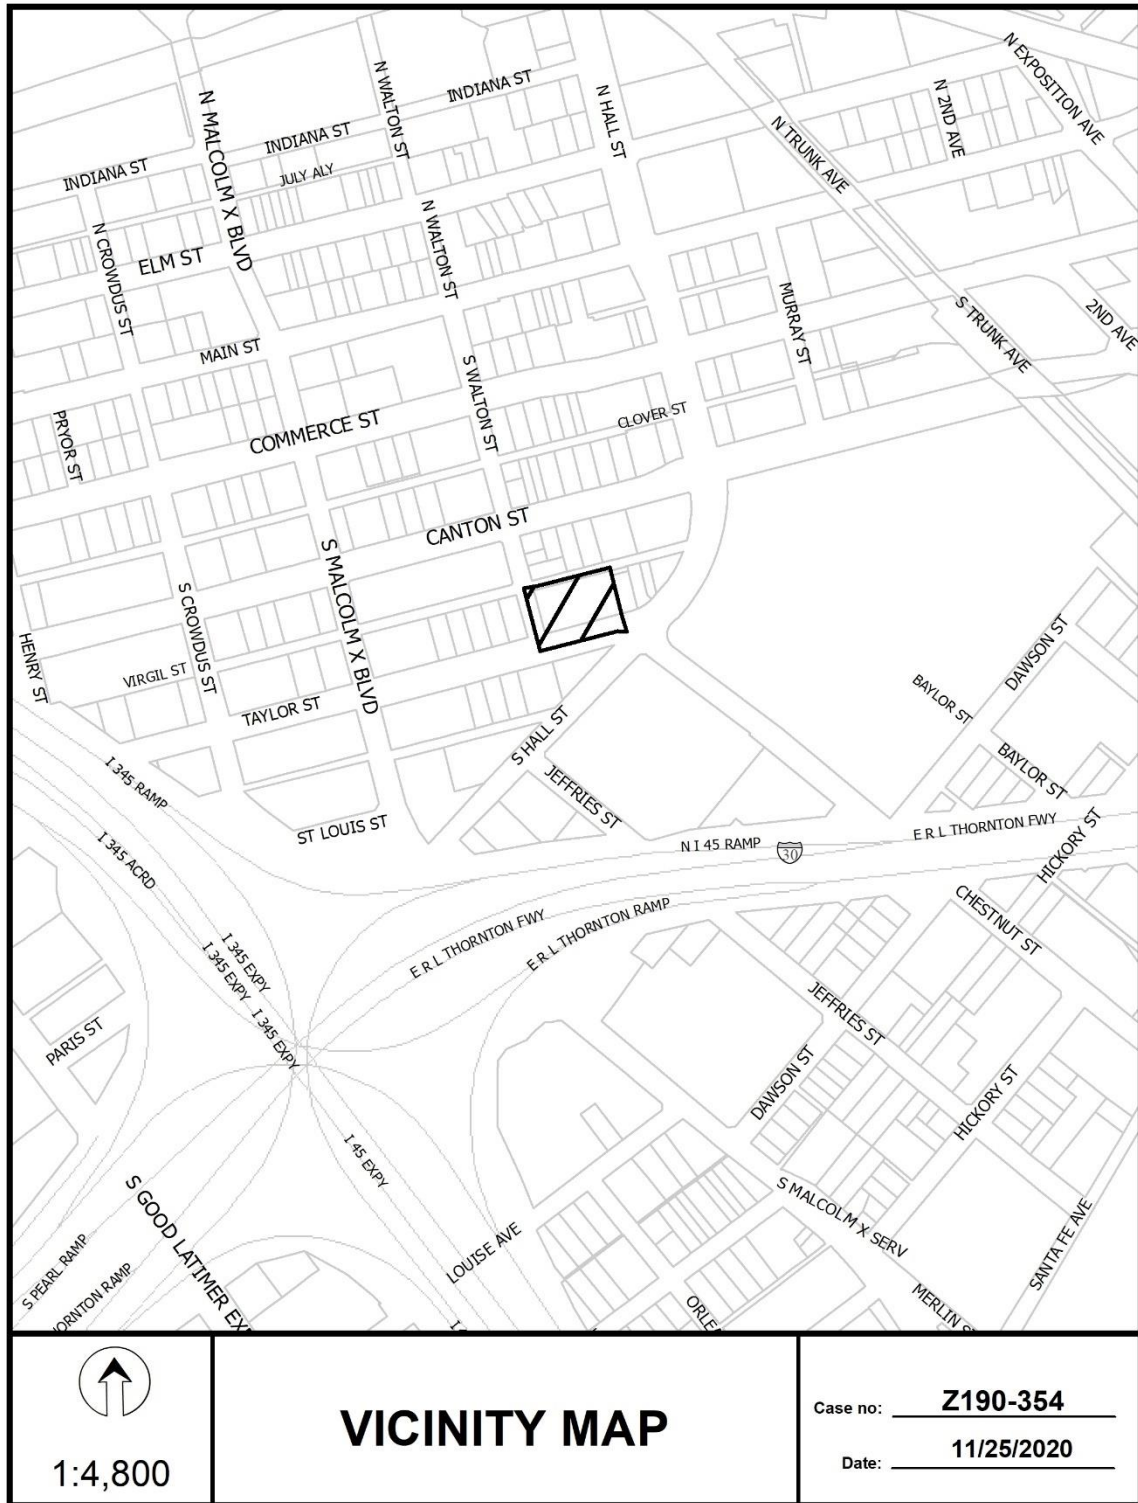 N EXPOSITION AVE
N WALTON ST
INDIANA ST
N HALL ST
N 2ND AVE
N MALCOLM X BLVD
INDIANA ST
N TRUNK AVE
INDIANA ST
JULY ALY
N WALTON ST
N CROWDUS ST
ELM ST
MURRAY ST
S TRUNK AVE
2ND AVE
MAIN ST
S WALTON ST
PRYOR ST
COMMERCE ST
CLOVER ST
CANTON ST
S MALCOLM X BLVD
S CROWDUS ST
HENRY ST
DAWSON ST
VIRGIL ST
BAYLOR ST
TAYLOR ST
S HALL ST
BAYLOR ST
I 345 RAMP
JEFFRIES ST
ST LOUIS ST
E R L THORNTON FWY
N I 45 RAMP
30
HICKORY ST
I 345 ACRD
CHESTNUT ST
E R L THORNTON FWY
E R L THORNTON RAMP
I 345 EXPY
I 345 EXPY
I 345 EXPY
JEFFRIES ST
PARIS ST
DAWSON ST
HICKORY ST
I 45 EXPY
S MALCOLM X SERV
S GOOD LATIMER EX
LOUISE AVE
SANTA FE AVE
S PEARL RAMP
ORNTON RAMP
ORLE
MERLIN S
1:4,800
VICINITY MAP
Case no: Z190-354
Date: 11/25/2020